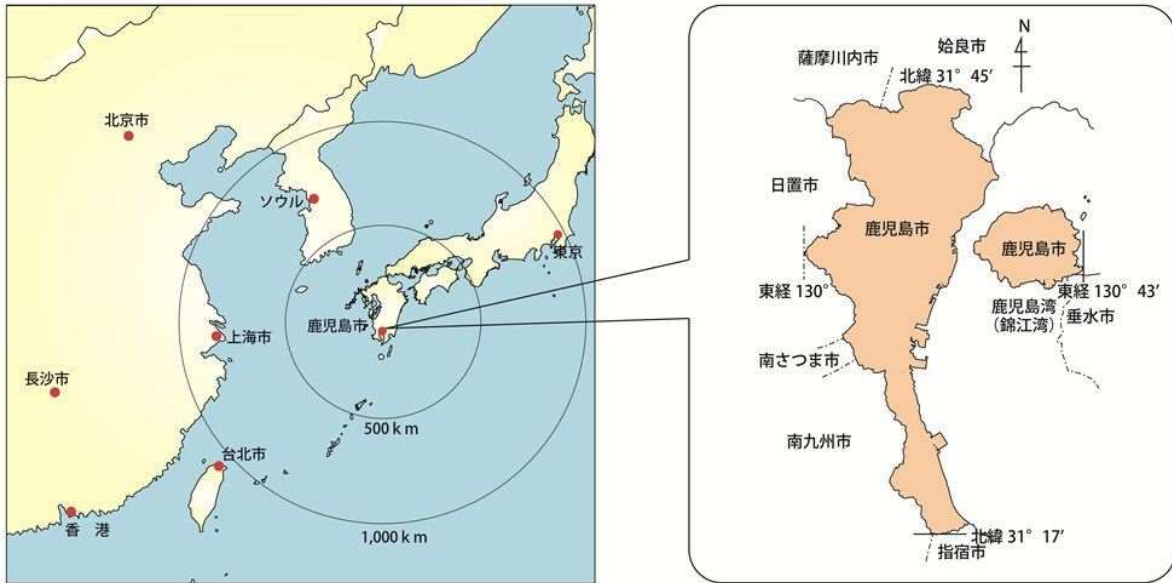 北京市
ソウル
東京
鹿児島市
上海市
長沙市
台北市
香 港
500 k m
1,000 k m
N
薩摩川内市
姶良市
北緯 31° 45′
日置市
鹿児島市
鹿児島市
東経 130°
東経 130° 43′
鹿児島湾
(錦江湾)
垂水市
南さつま市
南九州市
北緯 31° 17′
指宿市